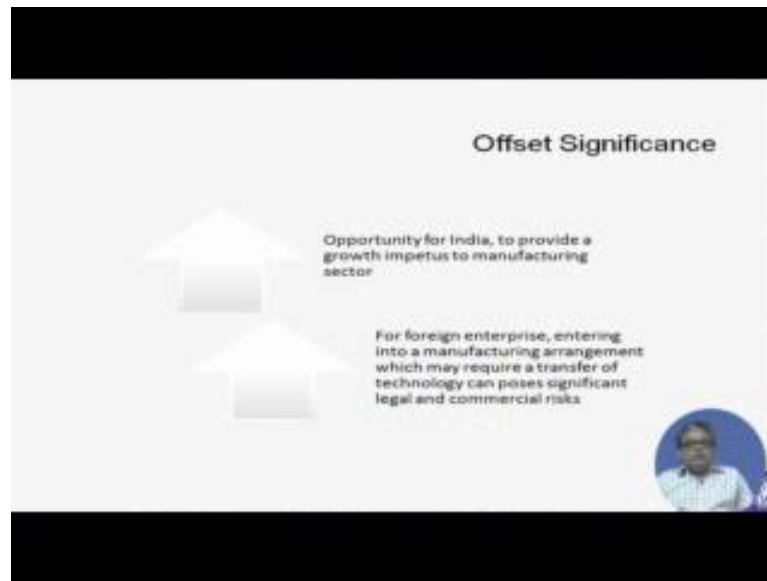 Offset Significance
Opportunity for India, to provide a
growth impetus to manufacturing
sector
For foreign enterprise, entering
into a manufacturing arrangement
which may require a transfer of
technology can poses significant
legal and commercial risks